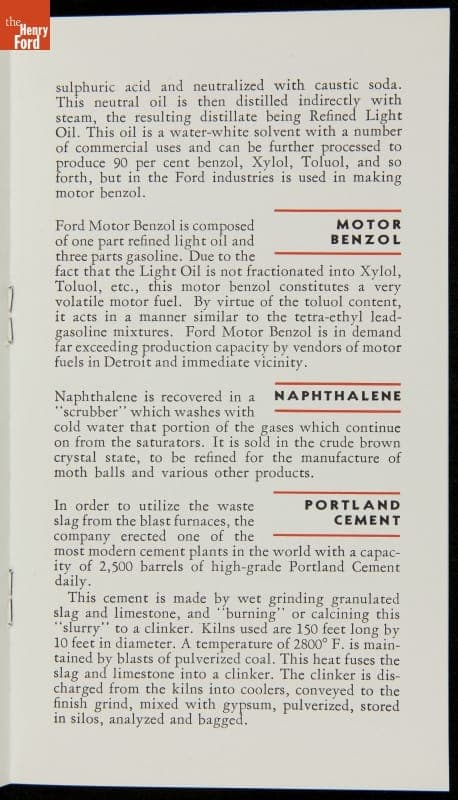 the
Henry
Ford
sulphuric acid and neutralized with caustic soda.
This neutral oil is then distilled indirectly with
steam, the resulting distillate being Refined Light
Oil. This oil is a water-white solvent with a number
of commercial uses and can be further processed to
produce 90 per cent benzol, Xylol, Toluol, and so
forth, but in the Ford industries is used in making
motor benzol.
MOTOR
BENZOL
Ford Motor Benzol is composed
of one part refined light oil and
three parts gasoline. Due to the
fact that the Light Oil is not fractionated into Xylol,
Toluol, etc., this motor benzol constitutes a very
volatile motor fuel. By virtue of the toluol content,
it acts in a manner similar to the tetra-ethyl lead-
gasoline mixtures. Ford Motor Benzol is in demand
far exceeding production capacity by vendors of motor
fuels in Detroit and immediate vicinity.
NAPHTHALENE
Naphthalene is recovered in a
"scrubber" which washes with
cold water that portion of the gases which continue
on from the saturators. It is sold in the crude brown
crystal state, to be refined for the manufacture of
moth balls and various other products.
PORTLAND
CEMENT
In order to utilize the waste
slag from the blast furnaces, the
company erected one of the
most modern cement plants in the world with a capac-
ity of 2,500 barrels of high-grade Portland Cement
daily.
This cement is made by wet grinding granulated
slag and limestone, and "burning" or calcining this
"slurry" to a clinker. Kilns used are 150 feet long by
10 feet in diameter. A temperature of 2800° F. is main-
tained by blasts of pulverized coal. This heat fuses the
slag and limestone into a clinker. The clinker is dis-
charged from the kilns into coolers, conveyed to the
finish grind, mixed with gypsum, pulverized, stored
in silos, analyzed and bagged.